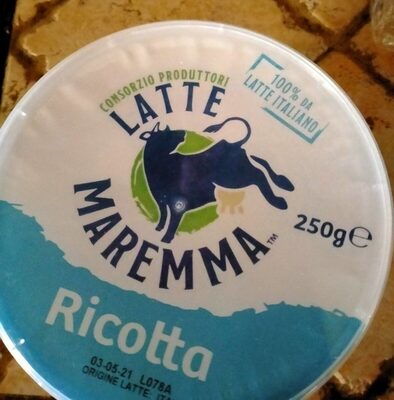 CONSORZIO PRODUTTORI
LATTE
MAREMMA™
100% DA
LATTE ITALIANO
250g℮
Ricotta
03-05-21 L078A
ORIGINE LATTE: